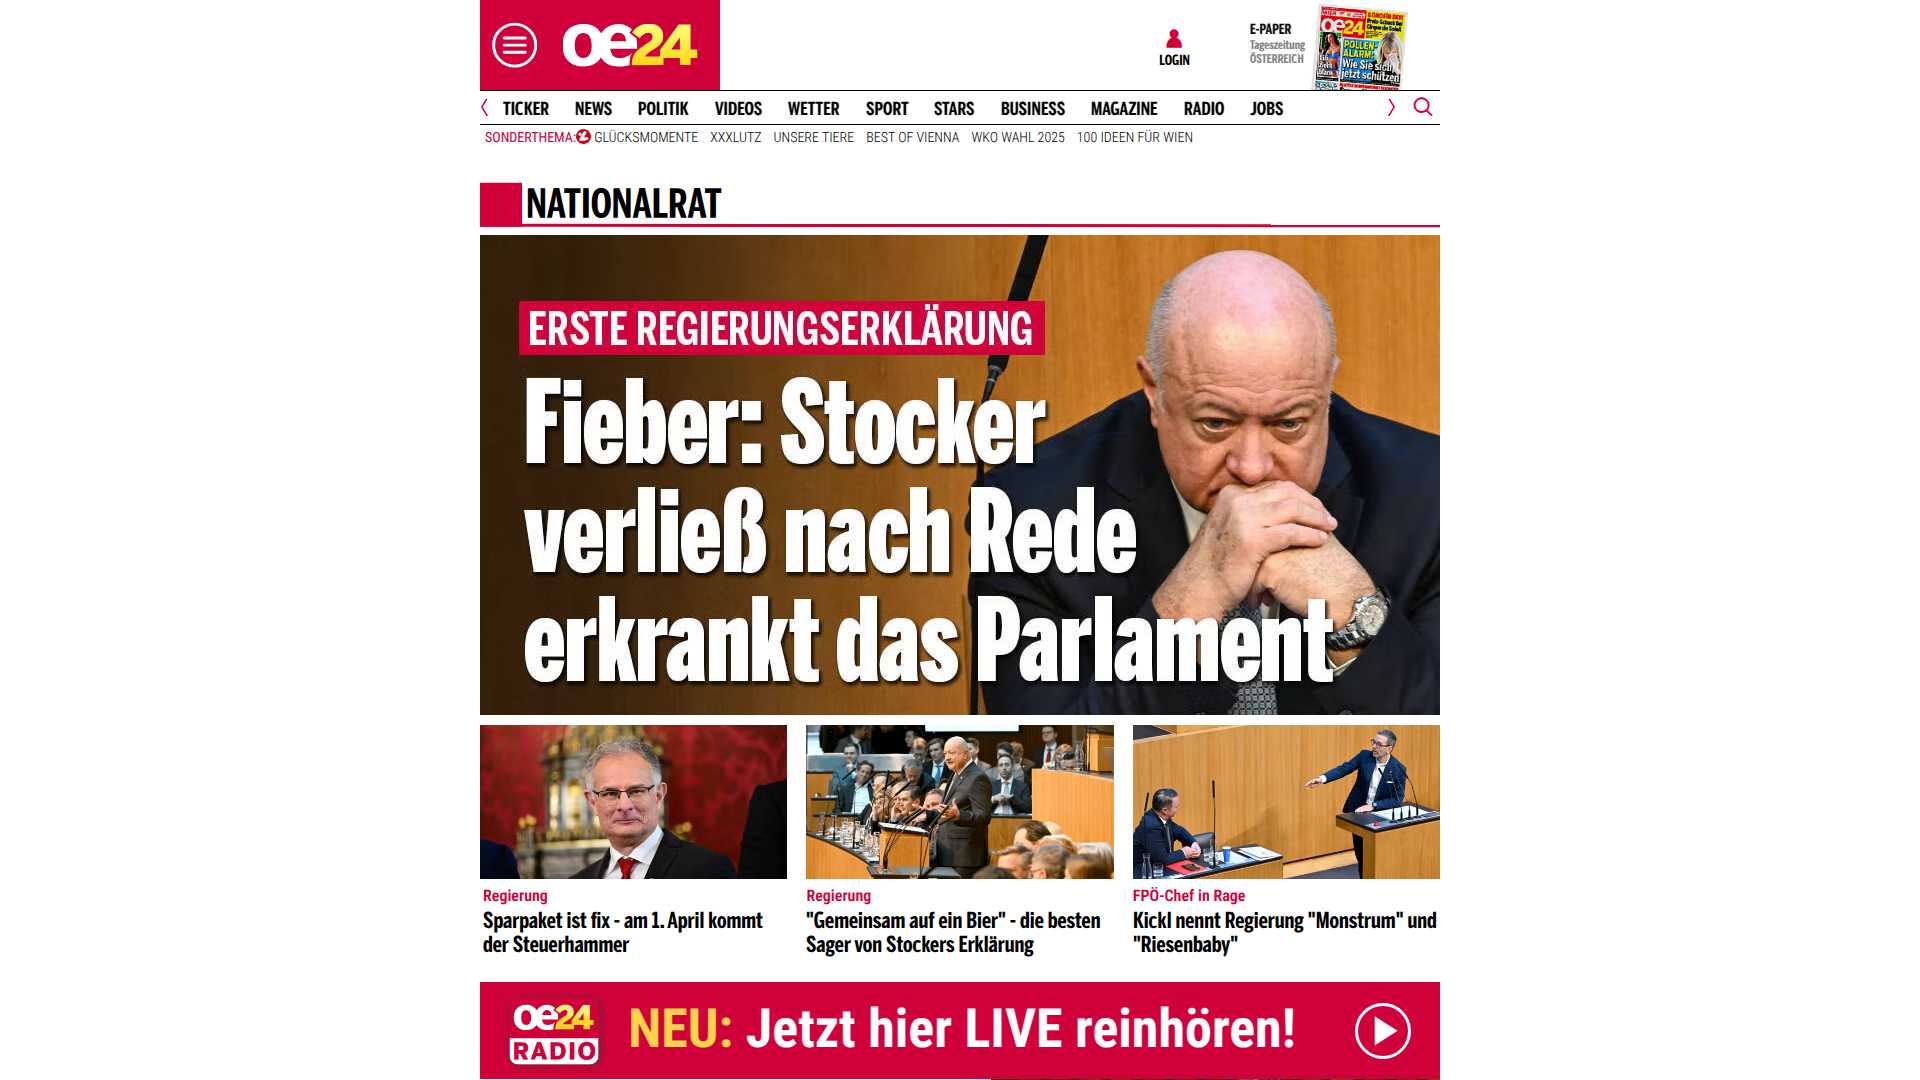 oe24
LOGIN
E-PAPER
Tageszeitung
ÖSTERREICH
oe24
POLLEN-
ALARM:
Wie Sie sich
jetzt schützen
TICKER NEWS POLITIK VIDEOS WETTER SPORT STARS BUSINESS MAGAZINE RADIO JOBS
SONDERTHEMA: GLÜCKSMOMENTE XXXLUTZ UNSERE TIERE BEST OF VIENNA WKO WAHL 2025 100 IDEEN FÜR WIEN
NATIONALRAT
ERSTE REGIERUNGSERKLÄRUNG
Fieber: Stocker
verließ nach Rede
erkrankt das Parlament
Regierung
Sparpaket ist fix - am 1. April kommt
der Steuerhammer
Regierung
"Gemeinsam auf ein Bier" - die besten
Sager von Stockers Erklärung
FPÖ-Chef in Rage
Kickl nennt Regierung "Monstrum" und
"Riesenbaby"
oe24
RADIO
NEU: Jetzt hier LIVE reinhören!